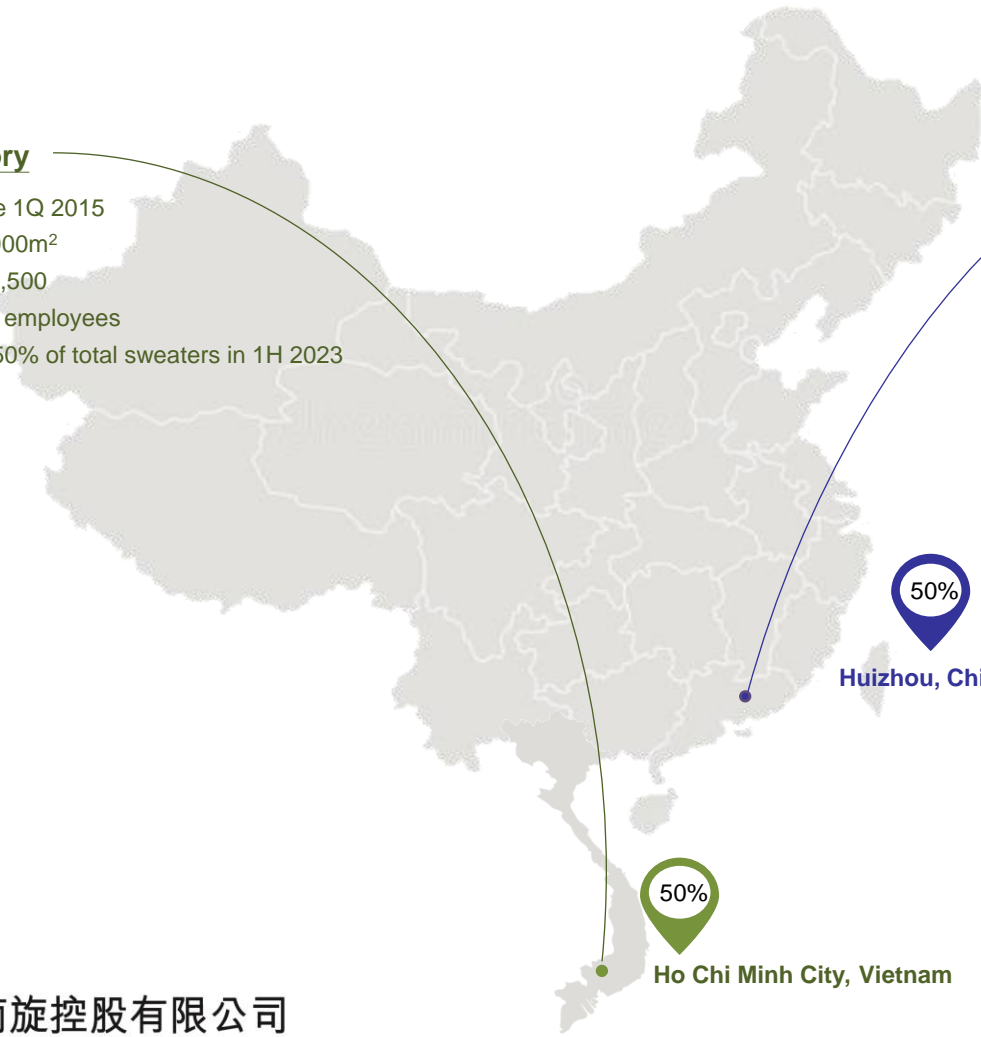 ory
e 1Q 2015
000m²
,500
employees
50% of total sweaters in 1H 2023
50%
Huizhou, Chi
50%
Ho Chi Minh City, Vietnam
南旋控股有限公司